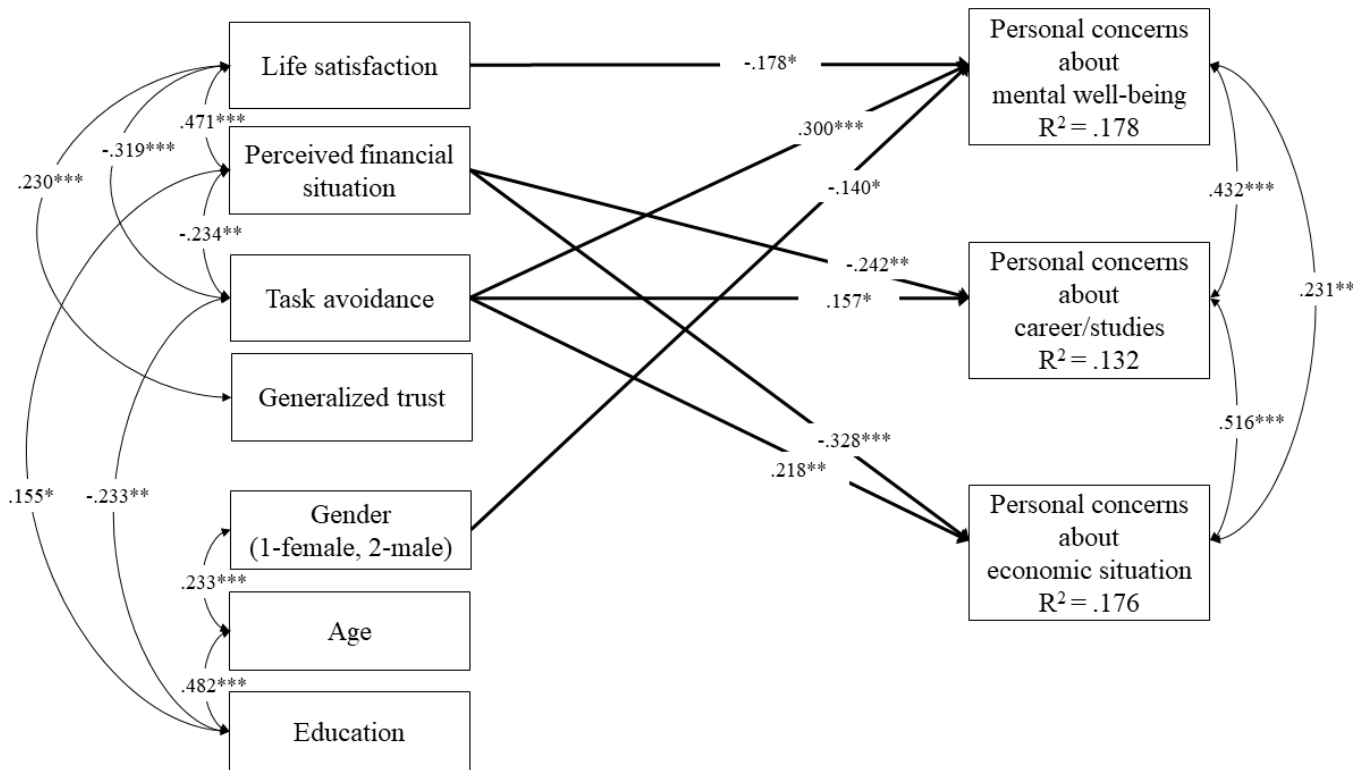 Life satisfaction
Perceived financial
situation
Task avoidance
Generalized trust
Gender
(1-female, 2-male)
Age
Education
.471***
-.319***
.230***
-.234**
.155*
-.233**
.233***
.482***
-.178*
.300***
-.140*
-.242**
.157*
-.328***
.218**
Personal concerns
about
mental well-being
R² = .178
Personal concerns
about
career/studies
R² = .132
Personal concerns
about
economic situation
R² = .176
.432***
.231**
.516***